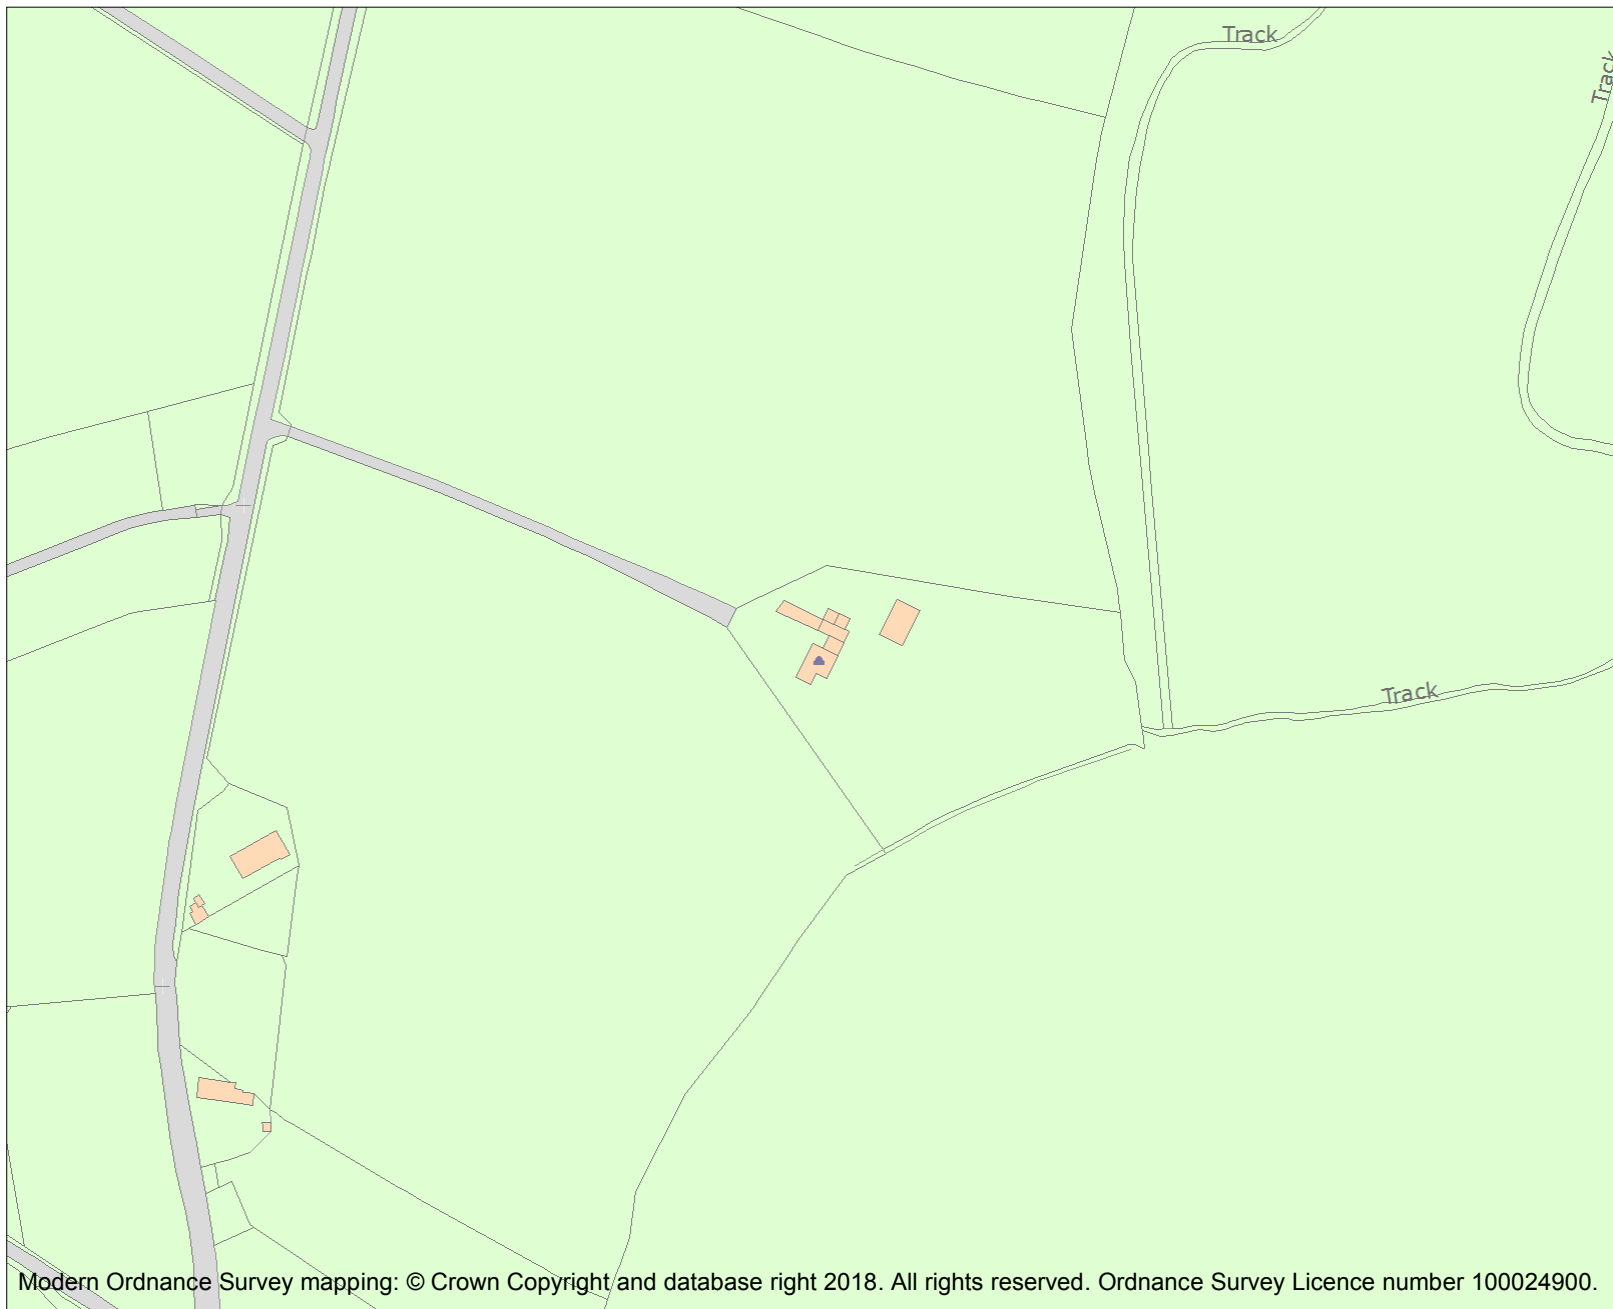 Track
Track
Track
Modern Ordnance Survey mapping: © Crown Copyright and database right 2018. All rights reserved. Ordnance Survey Licence number 100024900.